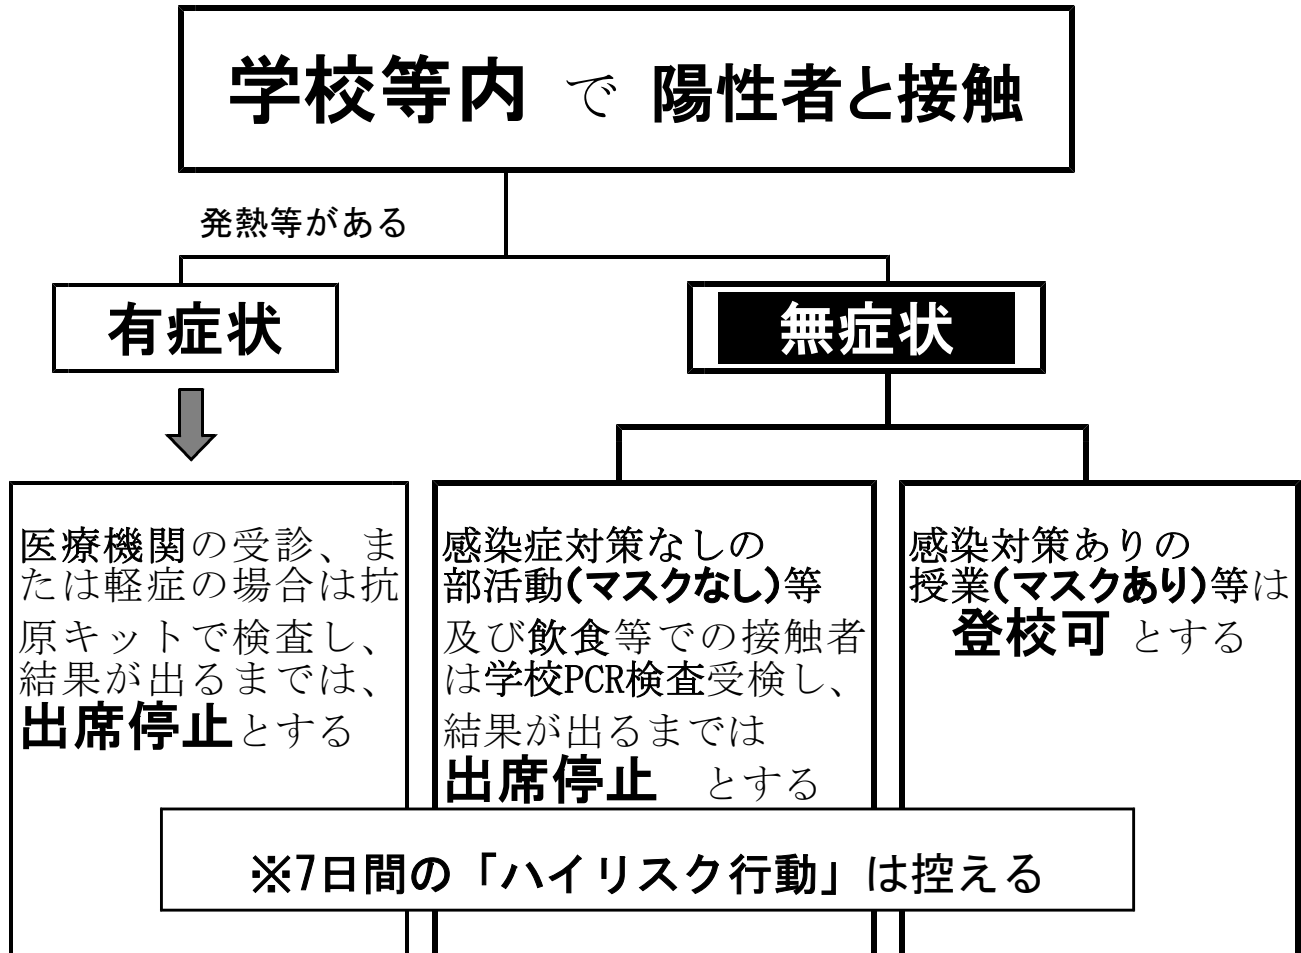 学校等内 で 陽性者と接触
発熱等がある
有症状
無症状
医療機関の受診、ま
たは軽症の場合は抗
原キットで検査し、
結果が出るまでは、
出席停止とする
感染症対策なしの
部活動(マスクなし)等
及び飲食等での接触者
は学校PCR検査受検し、
結果が出るまでは
出席停止 とする
感染対策ありの
授業(マスクあり)等は
登校可 とする
※7日間の「ハイリスク行動」は控える